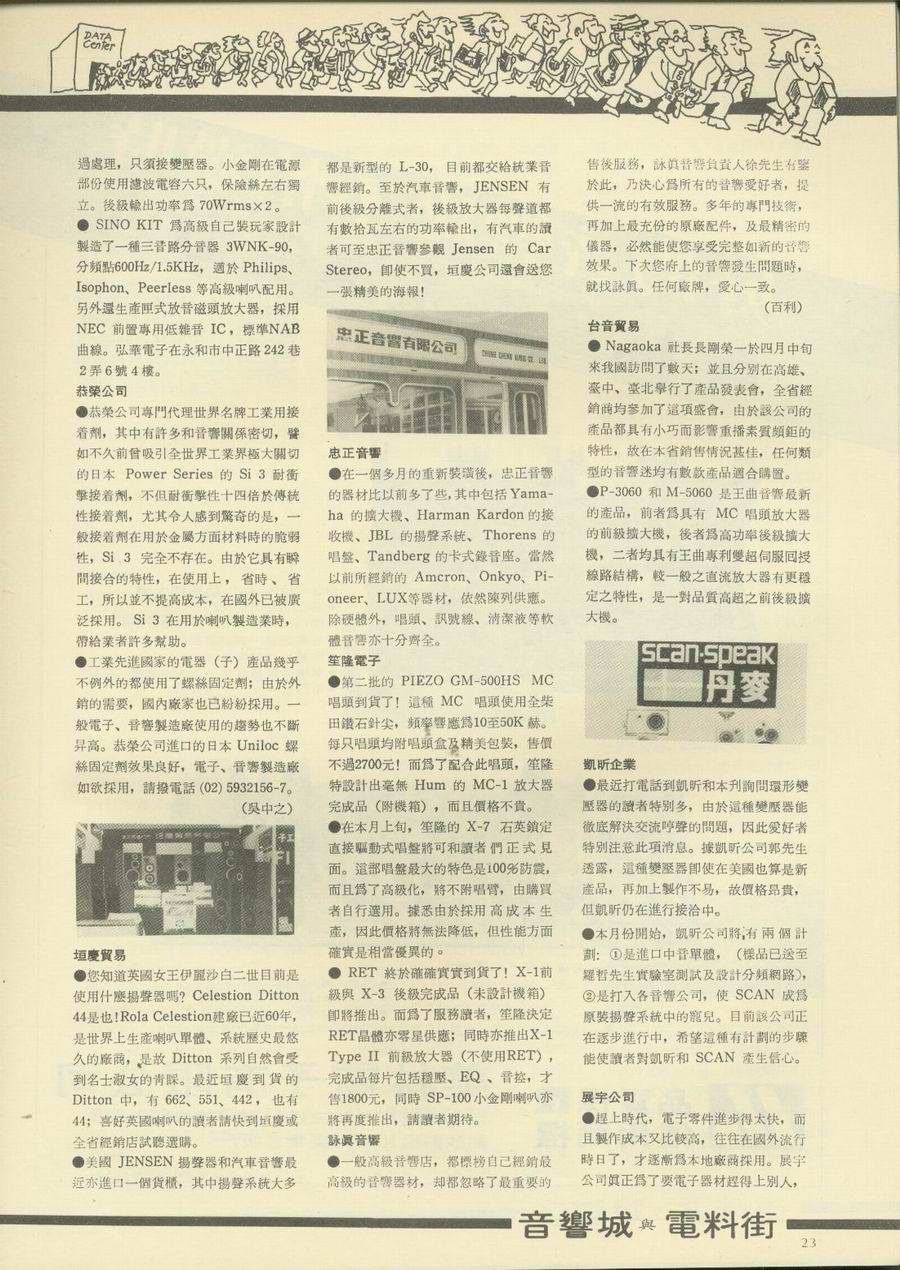 DATA
Center
過處理，只須接變壓器。小金剛在電源
部份使用濾波電容六只，保險絲左右獨
立。後級輸出功率爲 70Wrms×2。
● SINO KIT 爲高級自己裝玩家設計
製造了一種三音路分音器 3WNK-90,
分頻點600Hz/1.5KHz，適於 Philips、
Isophon、Peerless 等高級喇叭配用。
另外還生產匣式放音磁頭放大器，採用
NEC 前置專用低雜音 IC，標準NAB
曲線。弘華電子在永和市中正路 242 巷
2 弄 6 號 4 樓。
恭榮公司
●恭榮公司專門代理世界名牌工業用接
着劑，其中有許多和音響關係密切，譬
如不久前曾吸引全世界工業界極大關切
的日本 Power Series 的 Si 3 耐衝
擊接着劑，不但耐衝擊性十四倍於傳統
性接着劑，尤其令人感到驚奇的是，一
般接着劑在用於金屬方面材料時的脆弱
性，Si 3 完全不存在。由於它具有瞬
間接合的特性，在使用上，省時、省
工，所以並不提高成本，在國外已被廣
泛採用。 Si 3 在用於喇叭製造業時，
帶給業者許多幫助。
●工業先進國家的電器（子）產品幾乎
不例外的都使用了螺絲固定劑；由於外
銷的需要，國內廠家也已紛紛採用。一
般電子、音響製造廠使用的趨勢也不斷
昇高。恭榮公司進口的日本 Uniloc 螺
絲固定劑效果良好，電子、音響製造廠
如欲採用，請撥電話 (02) 5932156-7。
（吳中之）
垣慶貿易
●您知道英國女王伊麗沙白二世目前是
使用什麼揚聲器嗎? Celestion Ditton
44是也!Rola Celestion建廠已近60年,
是世界上生產喇叭單體、系統歷史最悠
久的廠商，是故 Ditton 系列自然會受
到名士淑女的靑睬。最近垣慶到貨的
Ditton 中，有 662、551、442，也有
44；喜好英國喇叭的讀者請快到垣慶或
全省經銷店試聽選購。
●美國 JENSEN 揚聲器和汽車音響最
近亦進口一個貨櫃，其中揚聲系統大多
都是新型的 L-30，目前都交給統業音
響經銷。至於汽車音響，JENSEN 有
前後級分離式者，後級放大器每聲道都
有數拾瓦左右的功率輸出，有汽車的讀
者可至忠正音響參觀 Jensen 的 Car
Stereo，卽使不買，垣慶公司還會送您
一張精美的海報!
忠正音響有限公司
CHUNG CHENG AUDIO CO. LTD
忠正音響
●在一個多月的重新裝璜後，忠正音響
的器材比以前多了些,其中包括Yama-
ha 的擴大機、Harman Kardon的接
收機、JBL 的揚聲系統、 Thorens 的
唱盤、Tandberg 的卡式錄音座。當然
以前所經銷的 Amcron、Onkyo、Pi-
oneer、LUX等器材，依然陳列供應。
除硬體外，唱頭、訊號線、淸潔液等軟
體音響亦十分齊全。
笙隆電子
●第二批的 PIEZO GM-500HS MC
唱頭到貨了！這種 MC 唱頭使用全柴
田鑽石針尖，頻率響應爲10至50K 赫。
每只唱頭均附唱頭盒及精美包裝，售價
不過2700元！而爲了配合此唱頭，笙隆
特設計出毫無 Hum 的 MC-1 放大器
完成品（附機箱），而且價格不貴。
●在本月上旬，笙隆的 X-7 石英鎖定
直接驅動式唱盤將可和讀者們正式見
面。這部唱盤最大的特色是100%防震，
而且爲了高級化，將不附唱臂，由購買
者自行選用。據悉由於採用高成本生
產，因此價格將無法降低，但性能方面
確實是相當優異的。
● RET 終於確確實實到貨了！X-1前
級與 X-3 後級完成品（未設計機箱）
卽將推出。而爲了服務讀者，笙隆決定
RET晶體亦零星供應；同時亦推出X-1
Type II 前級放大器（不使用RET），
完成品每片包括穩壓、EQ 、音控，才
售1800元，同時 SP-100 小金剛喇叭亦
將再度推出，請讀者期待。
詠眞音響
●一般高級音響店，都標榜自己經銷最
高級的音響器材，却都忽略了最重要的
售後服務，詠眞音響負責人徐先生有鑒
於此，乃決心爲所有的音響愛好者，提
供一流的有效服務。多年的專門技術，
再加上最充份的原廠配件，及最精密的
儀器，必然能使您享受完整如新的音響
效果。下次您府上的音響發生問題時，
就找詠眞。任何廠牌，愛心一致。
（百利）
台音貿易
● Nagaoka 社長長剛榮一於四月中旬
來我國訪問了數天；並且分別在高雄、
臺中、臺北舉行了產品發表會，全省經
銷商均參加了這項盛會，由於該公司的
產品都具有小巧而影響重播素質頗鉅的
特性，故在本省銷售情況甚佳，任何類
型的音響迷均有數款產品適合購置。
●P-3060 和 M-5060 是王曲音響最新
的產品，前者爲具有 MC 唱頭放大器
的前級擴大機，後者爲高功率後級擴大
機，二者均具有王曲專利雙超伺服囘授
線路結構，較一般之直流放大器有更穩
定之特性，是一對品質高超之前後級擴
大機。
scan-speak
丹麥
凱昕企業
●最近打電話到凱昕和本刋詢問環形變
壓器的讀者特別多，由於這種變壓器能
徹底解決交流哼聲的問題，因此愛好者
特別注意此項消息。據凱昕公司郭先生
透露，這種變壓器卽使在美國也算是新
產品，再加上製作不易，故價格昂貴，
但凱昕仍在進行接洽中。
●本月份開始，凱昕公司將有兩個計
劃: ①是進口中音單體，（樣品已送至
羅哲先生實驗室測試及設計分頻網路），
②是打入各音響公司，使 SCAN 成爲
原裝揚聲系統中的寵兒。目前該公司正
在逐步進行中，希望這種有計劃的步驟
能使讀者對凱昕和 SCAN 產生信心。
展宇公司
●趕上時代，電子零件進步得太快，而
且製作成本又比較高，往往在國外流行
時日了，才逐漸爲本地廠商採用。展宇
公司眞正爲了要電子器材趕得上別人，
音響城與電料街
23